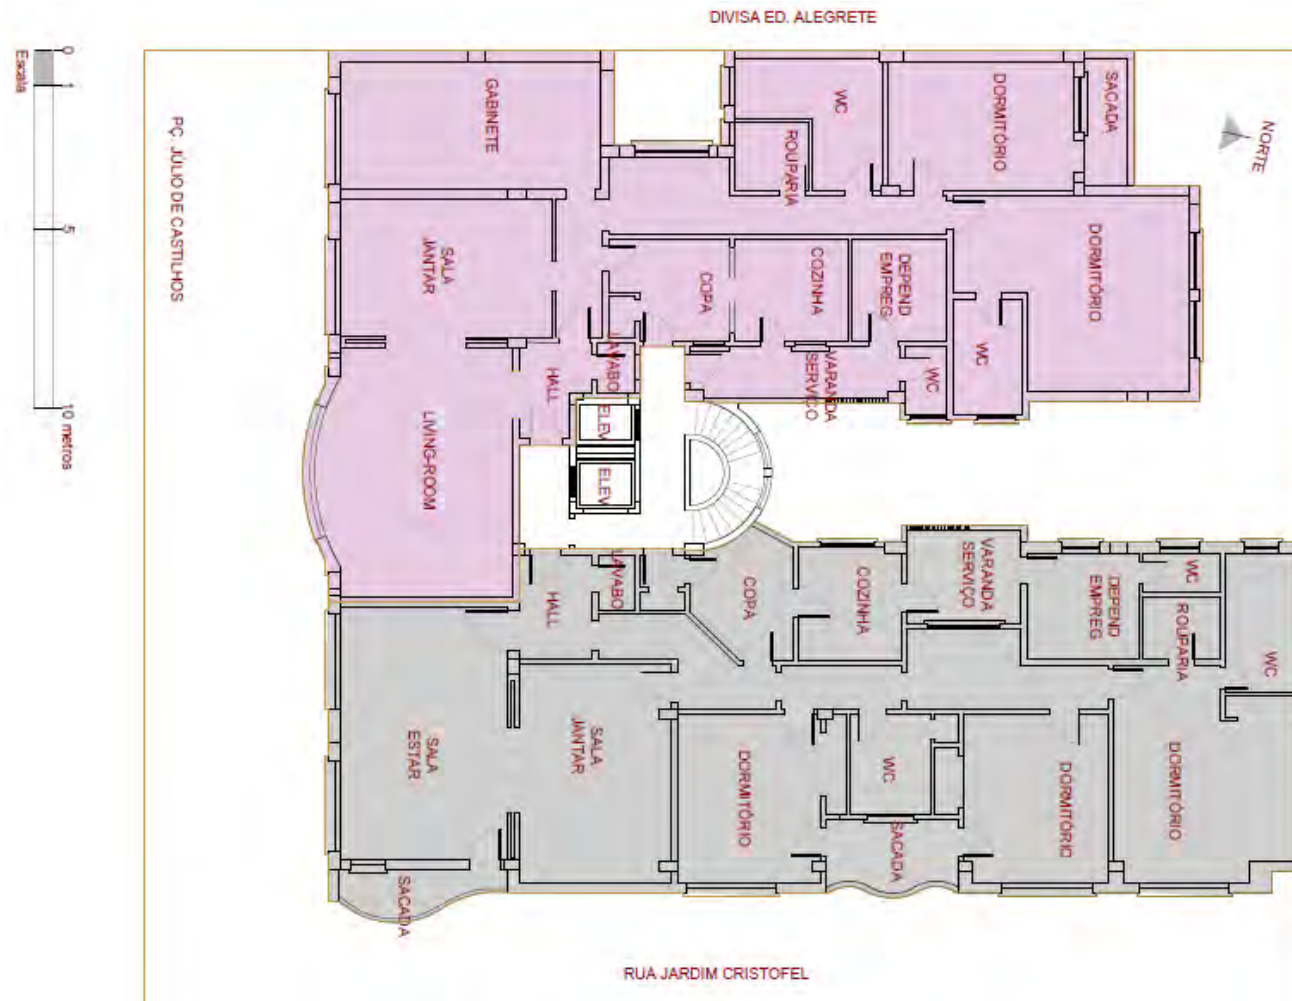 DIVISA ED. ALEGRETE
0
1
5
10 metros
Escala
PÇ. JÚLIO DE CASTILHOS
NORTE
GABINETE
WC
ROUPARIA
DORMITÓRIO
SACADA
SALA
JANTAR
COPA
COZINHA
DEPEND
EMPREG
DORMITÓRIO
HALL
LAVABO
VARANDA
SERVIÇO
WC
WC
LIVING-ROOM
ELEV
ELEV
HALL
LAVABO
COPA
COZINHA
VARANDA
SERVIÇO
DEPEND
EMPREG
WC
ROUPARIA
WC
SALA
ESTAR
SALA
JANTAR
DORMITÓRIO
WC
SACADA
DORMITÓRIO
DORMITÓRIO
SACADA
RUA JARDIM CRISTOFEL